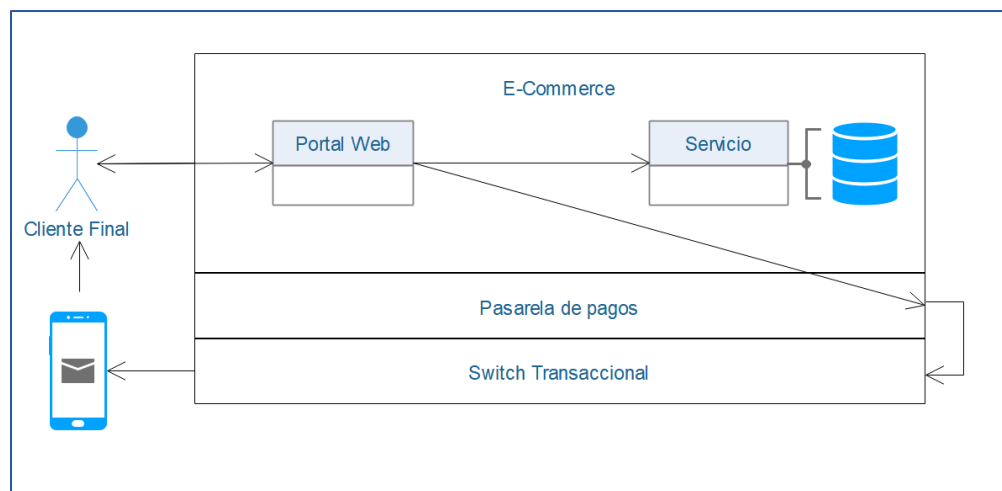 E-Commerce
Portal Web
Servicio
Cliente Final
Pasarela de pagos
Switch Transaccional